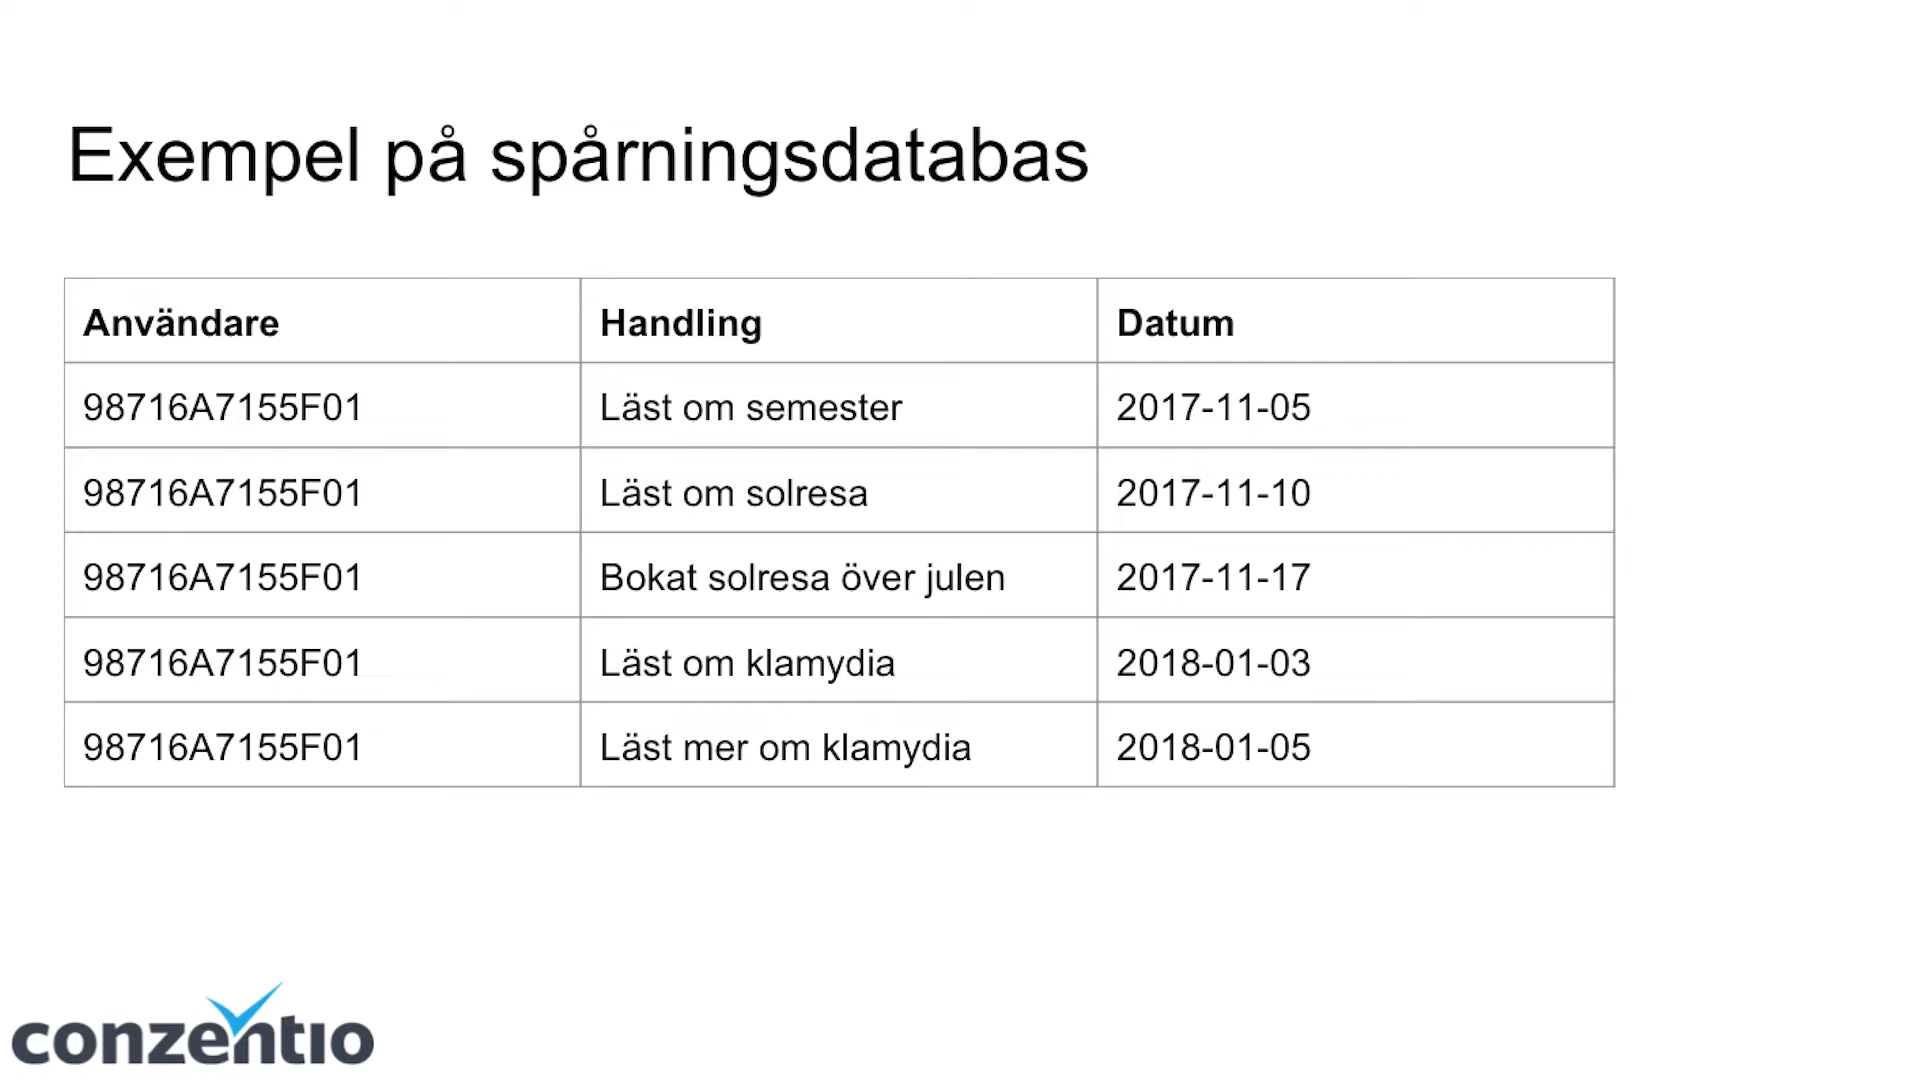 Exempel på spårningsdatabas
Användare Handling Datum
98716A7155F01 Läst om semester 2017-11-05
98716A7155F01 Läst om solresa 2017-11-10
98716A7155F01 Bokat solresa över julen 2017-11-17
98716A7155F01 Läst om klamydia 2018-01-03
98716A7155F01 Läst mer om klamydia 2018-01-05
conzentio